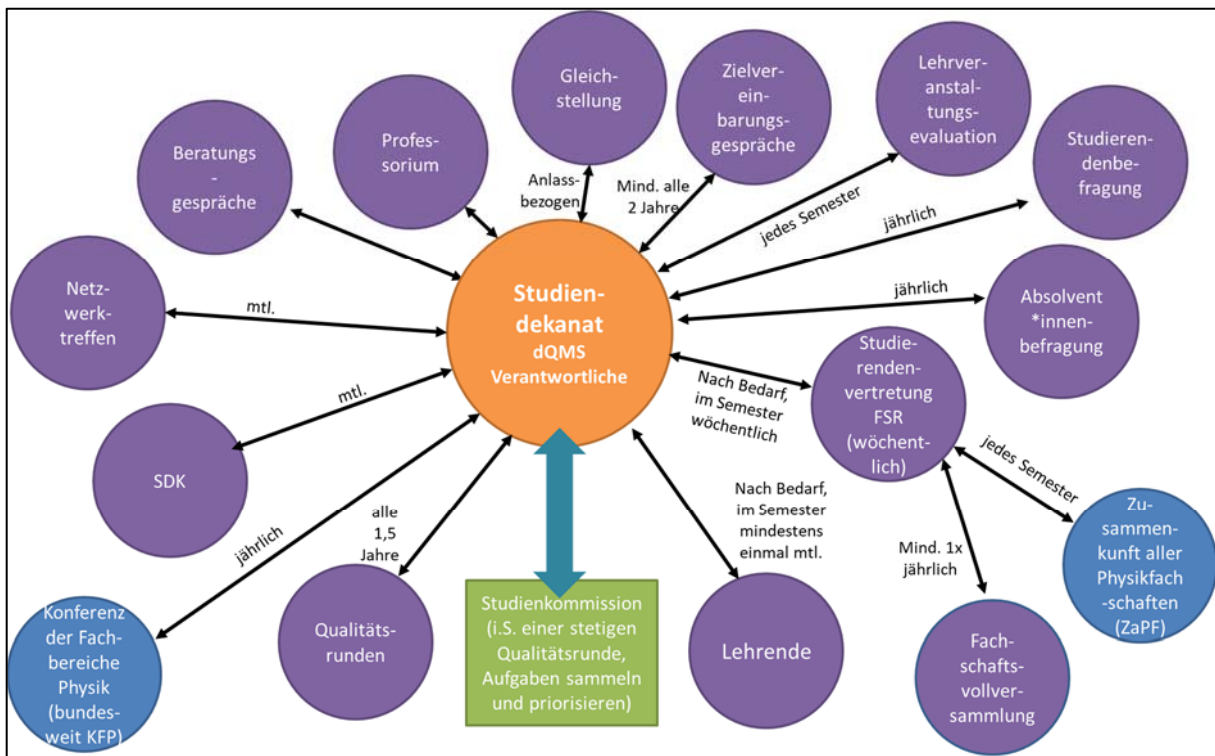 Gleich-
stellung
Zielver-
ein-
barungs-
gespräche
Lehrver-
anstal-
tungs-
evaluation
Studieren-
denbe-
fragung
Profes-
sorium
Beratungs
-
gespräche
Anlass-
bezogen
Mind. alle
2 Jahre
jedes Semester
jährlich
Netz-
werk-
treffen
mtl.
Studien-
dekanat
dQMS
Verantwortliche
jährlich
Absolvent
*innen-
befragung
Studie-
renden-
vertretung
FSR
(wöchent-
lich)
Nach Bedarf,
im Semester
wöchentlich
SDK
mtl.
jährlich
alle
1,5
Jahre
Nach Bedarf,
im Semester
mindestens
einmal mtl.
jedes Semester
Mind. 1x
jährlich
Zu-
sammen-
kunft aller
Physikfach
-schaften
(ZaPF)
Konferenz
der Fach-
bereiche
Physik
(bundes-
weit KFP)
Qualitäts-
runden
Studienkommission
(i.S. einer stetigen
Qualitätsrunde,
Aufgaben sammeln
und priorisieren)
Lehrende
Fach-
schafts-
vollver-
sammlung